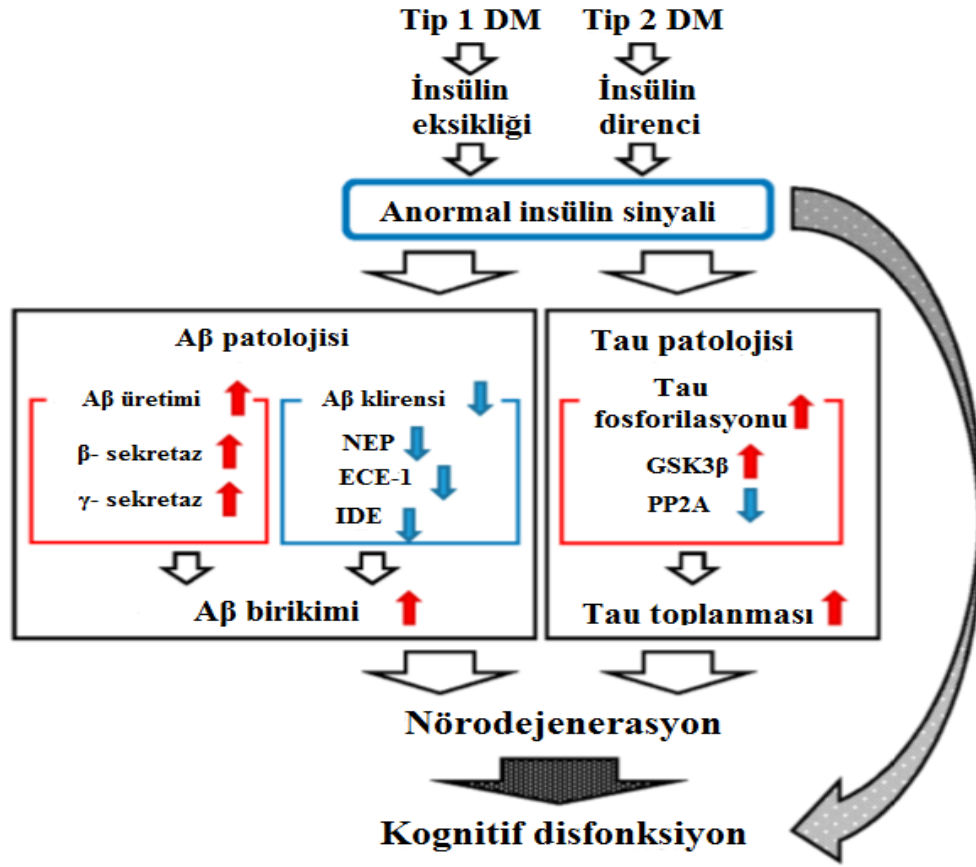 Tip 1 DM
Tip 2 DM
İnsülin
eksikliği
İnsülin
direnci
Anormal insülin sinyali
Aβ patolojisi
Aβ üretimi
β- sekretaz
γ- sekretaz
Aβ klirensi
NEP
ECE-1
IDE
Aβ birikimi
Tau patolojisi
Tau
fosforilasyonu
GSK3β
PP2A
Tau toplanması
Nörodejenerasyon
Kognitif disfonksiyon